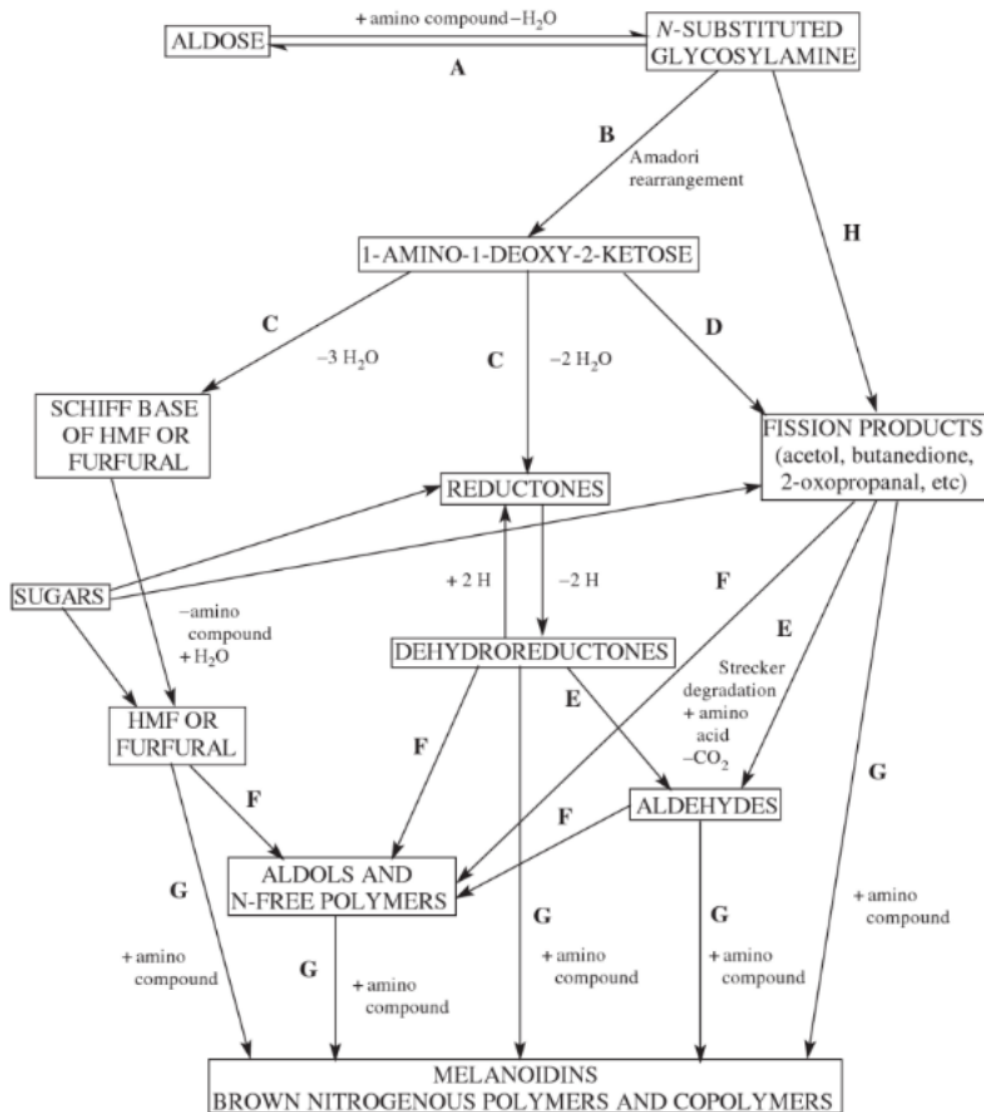 + amino compound–H₂O
ALDOSE
N-SUBSTITUTED
GLYCOSYLAMINE
A
B
Amadori
rearrangement
H
1-AMINO-1-DEOXY-2-KETOSE
C
–3 H₂O
C
–2 H₂O
D
SCHIFF BASE
OF HMF OR
FURFURAL
FISSION PRODUCTS
(acetol, butanedione,
2-oxopropanal, etc)
REDUCTONES
SUGARS
+ 2 H
–2 H
F
E
–amino
compound
+ H₂O
DEHYDROREDUCTONES
Strecker
degradation
+ amino
acid
–CO₂
HMF OR
FURFURAL
F
E
G
F
ALDEHYDES
F
ALDOLS AND
N-FREE POLYMERS
G
G
G
G
+ amino
compound
+ amino
compound
+ amino
compound
+ amino
compound
+ amino
compound
MELANOIDINS
BROWN NITROGENOUS POLYMERS AND COPOLYMERS